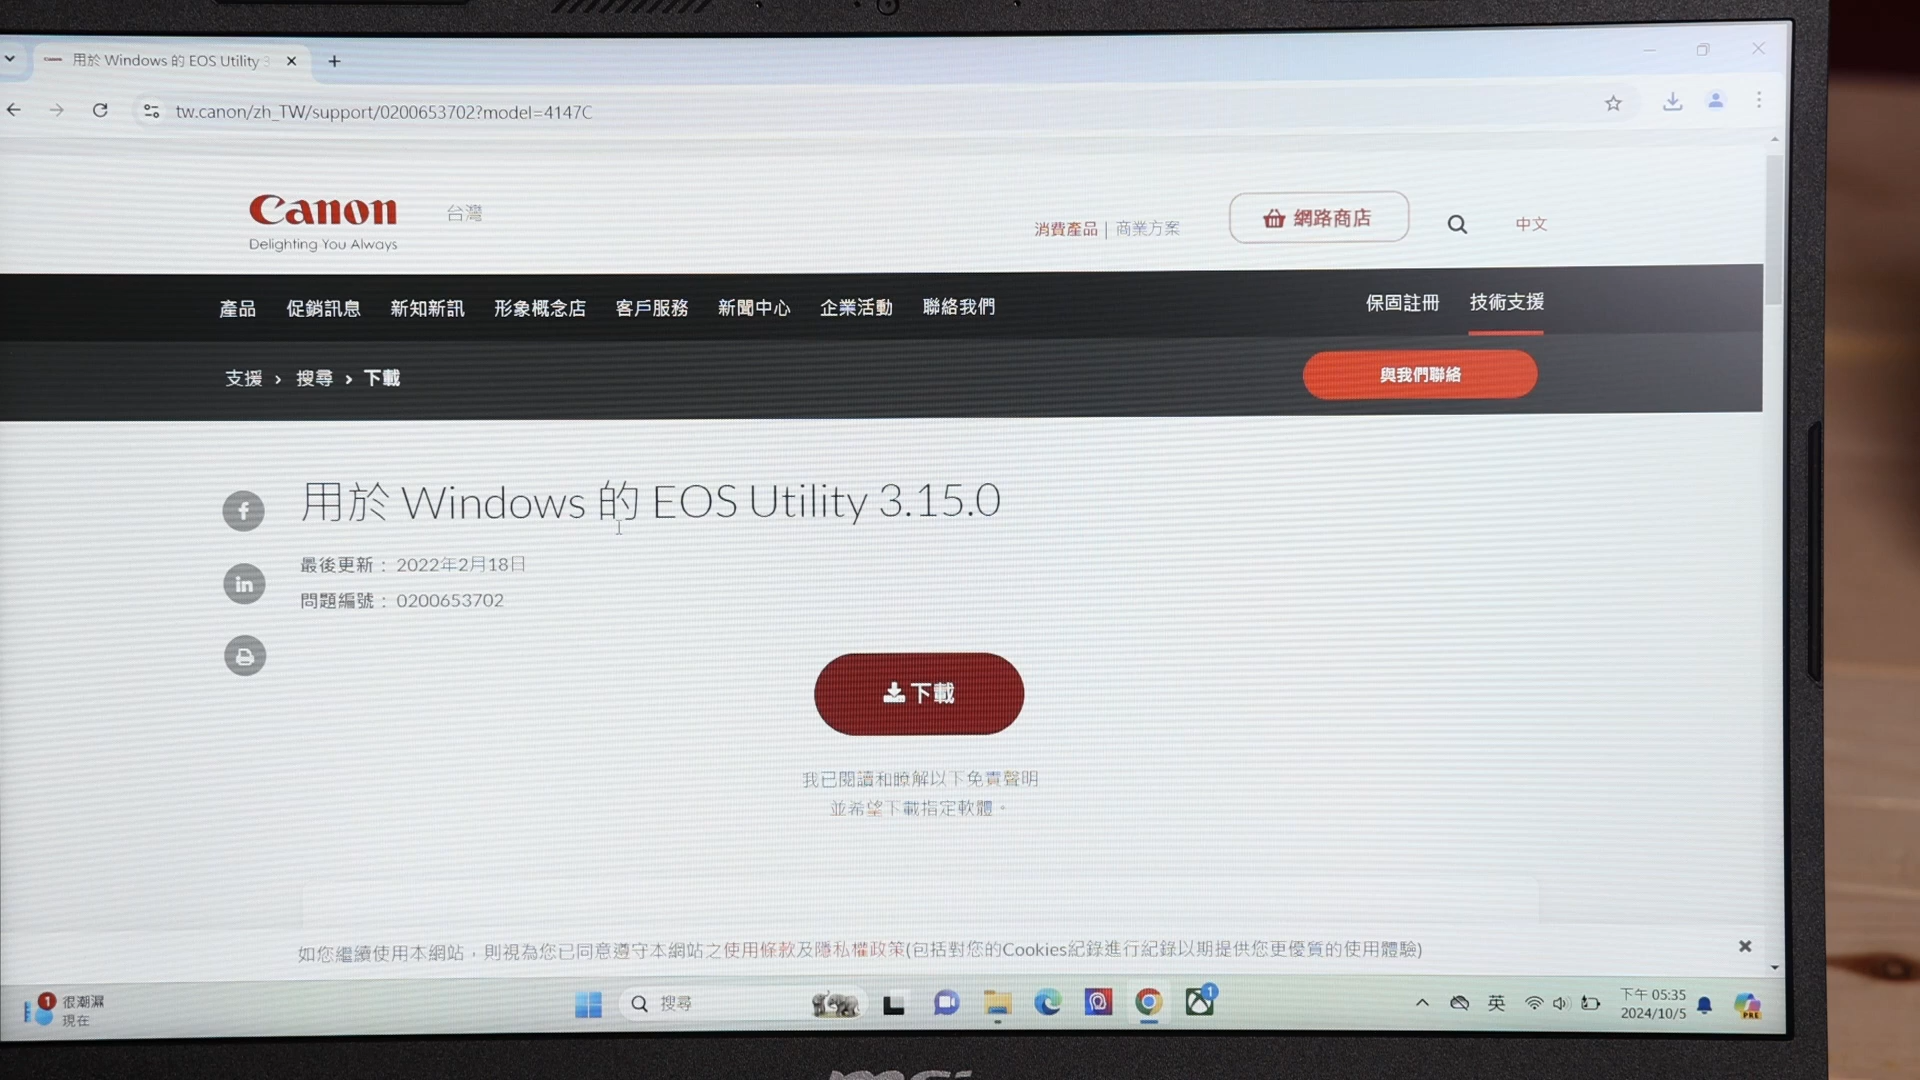 用於 Windows 的 EOS Utility 3
tw.canon/zh_TW/support/0200653702?model=4147C
Canon
Delighting You Always
台灣
消費產品 | 商業方案
網路商店
中文
產品 促銷訊息 新知新訊 形象概念店 客戶服務 新聞中心 企業活動 聯絡我們
保固註冊 技術支援
支援 › 搜尋 › 下載
與我們聯絡
用於 Windows 的 EOS Utility 3.15.0
最後更新： 2022年2月18日
問題編號： 0200653702
下載
我已閱讀和瞭解以下免責聲明
並希望下載指定軟體。
如您繼續使用本網站，則視為您已同意遵守本網站之使用條款及隱私權政策(包括對您的Cookies紀錄進行紀錄以期提供您更優質的使用體驗)
1
很潮濕
現在
搜尋
1
英
下午 05:35
2024/10/5
PRE